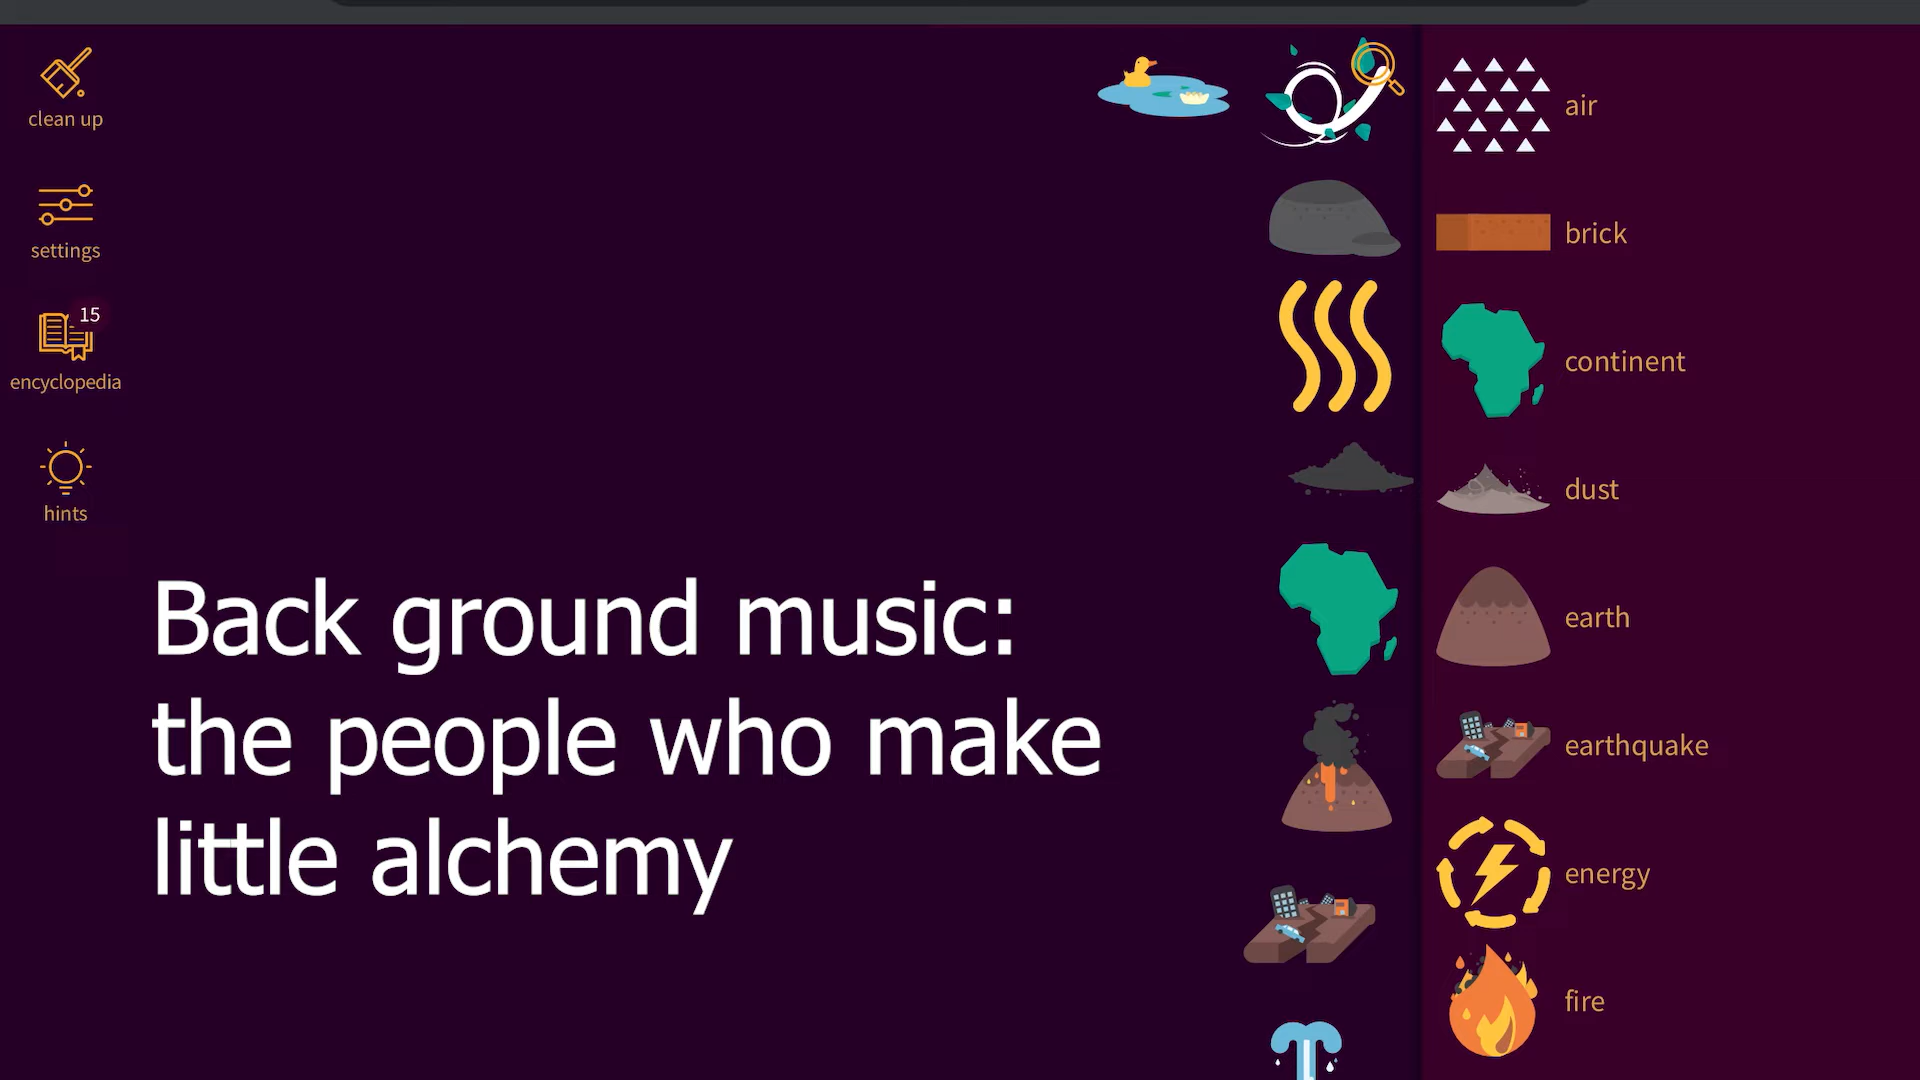 clean up
settings
15
encyclopedia
hints
Back ground music:
the people who make
little alchemy
air
brick
continent
dust
earth
earthquake
energy
fire